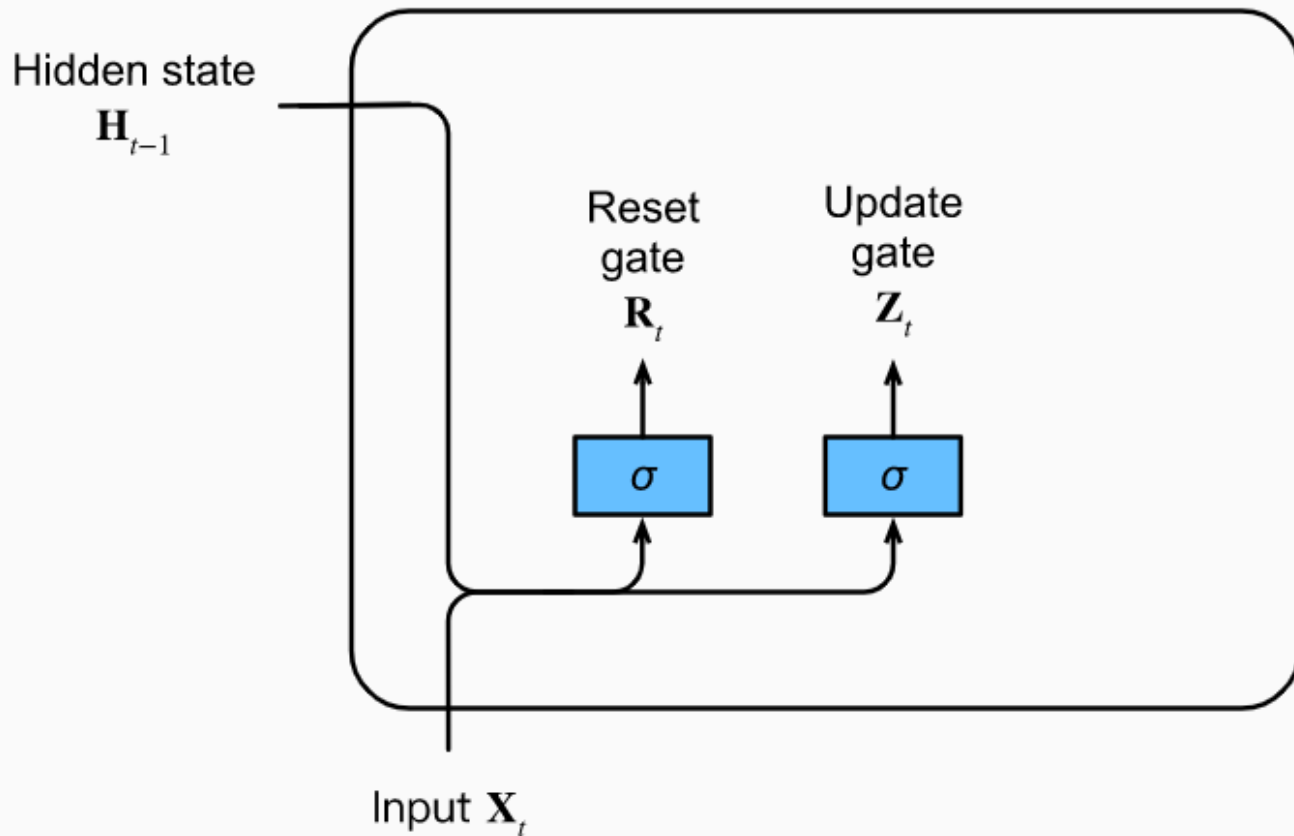 Hidden state
H_{t−1}
Reset
gate
R_t
Update
gate
Z_t
σ
σ
Input X_t